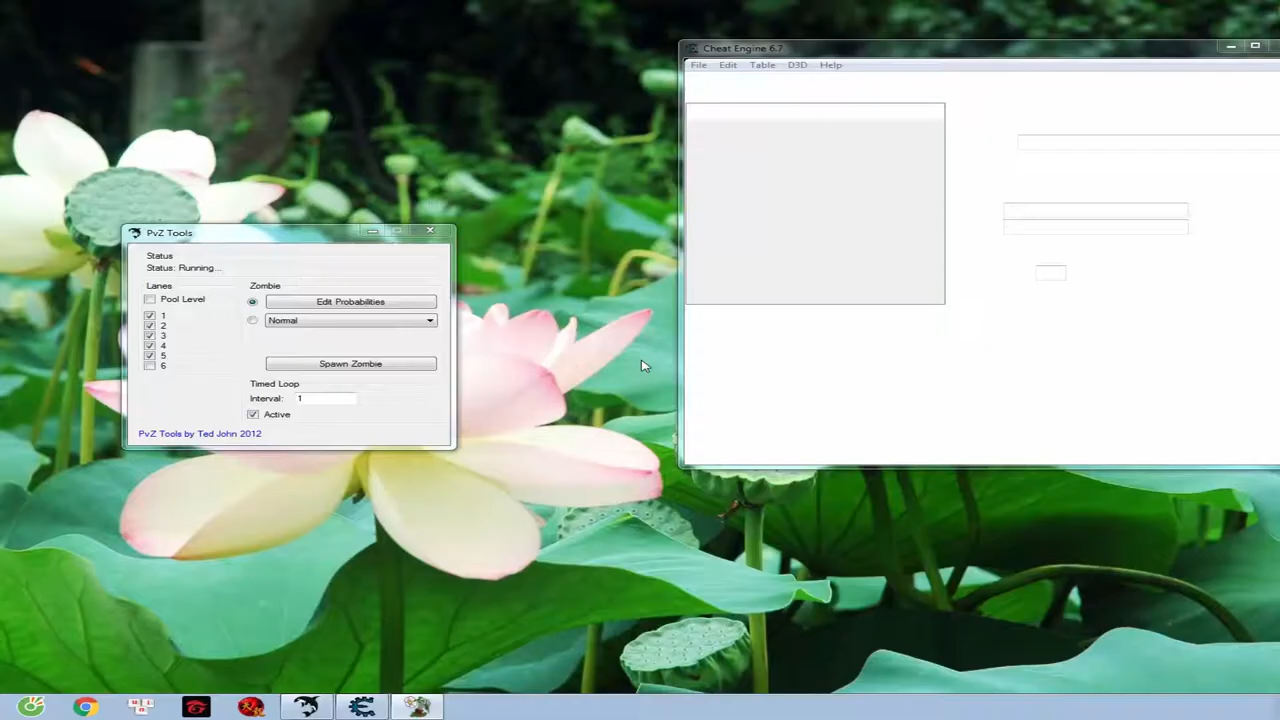 Cheat Engine 6.7
File Edit Table D3D Help
PvZ Tools
Status
Status: Running...
Lanes
Pool Level
1
2
3
4
5
6
Zombie
Edit Probabilities
Normal
Spawn Zombie
Timed Loop
Interval: 1
Active
PvZ Tools by Ted John 2012